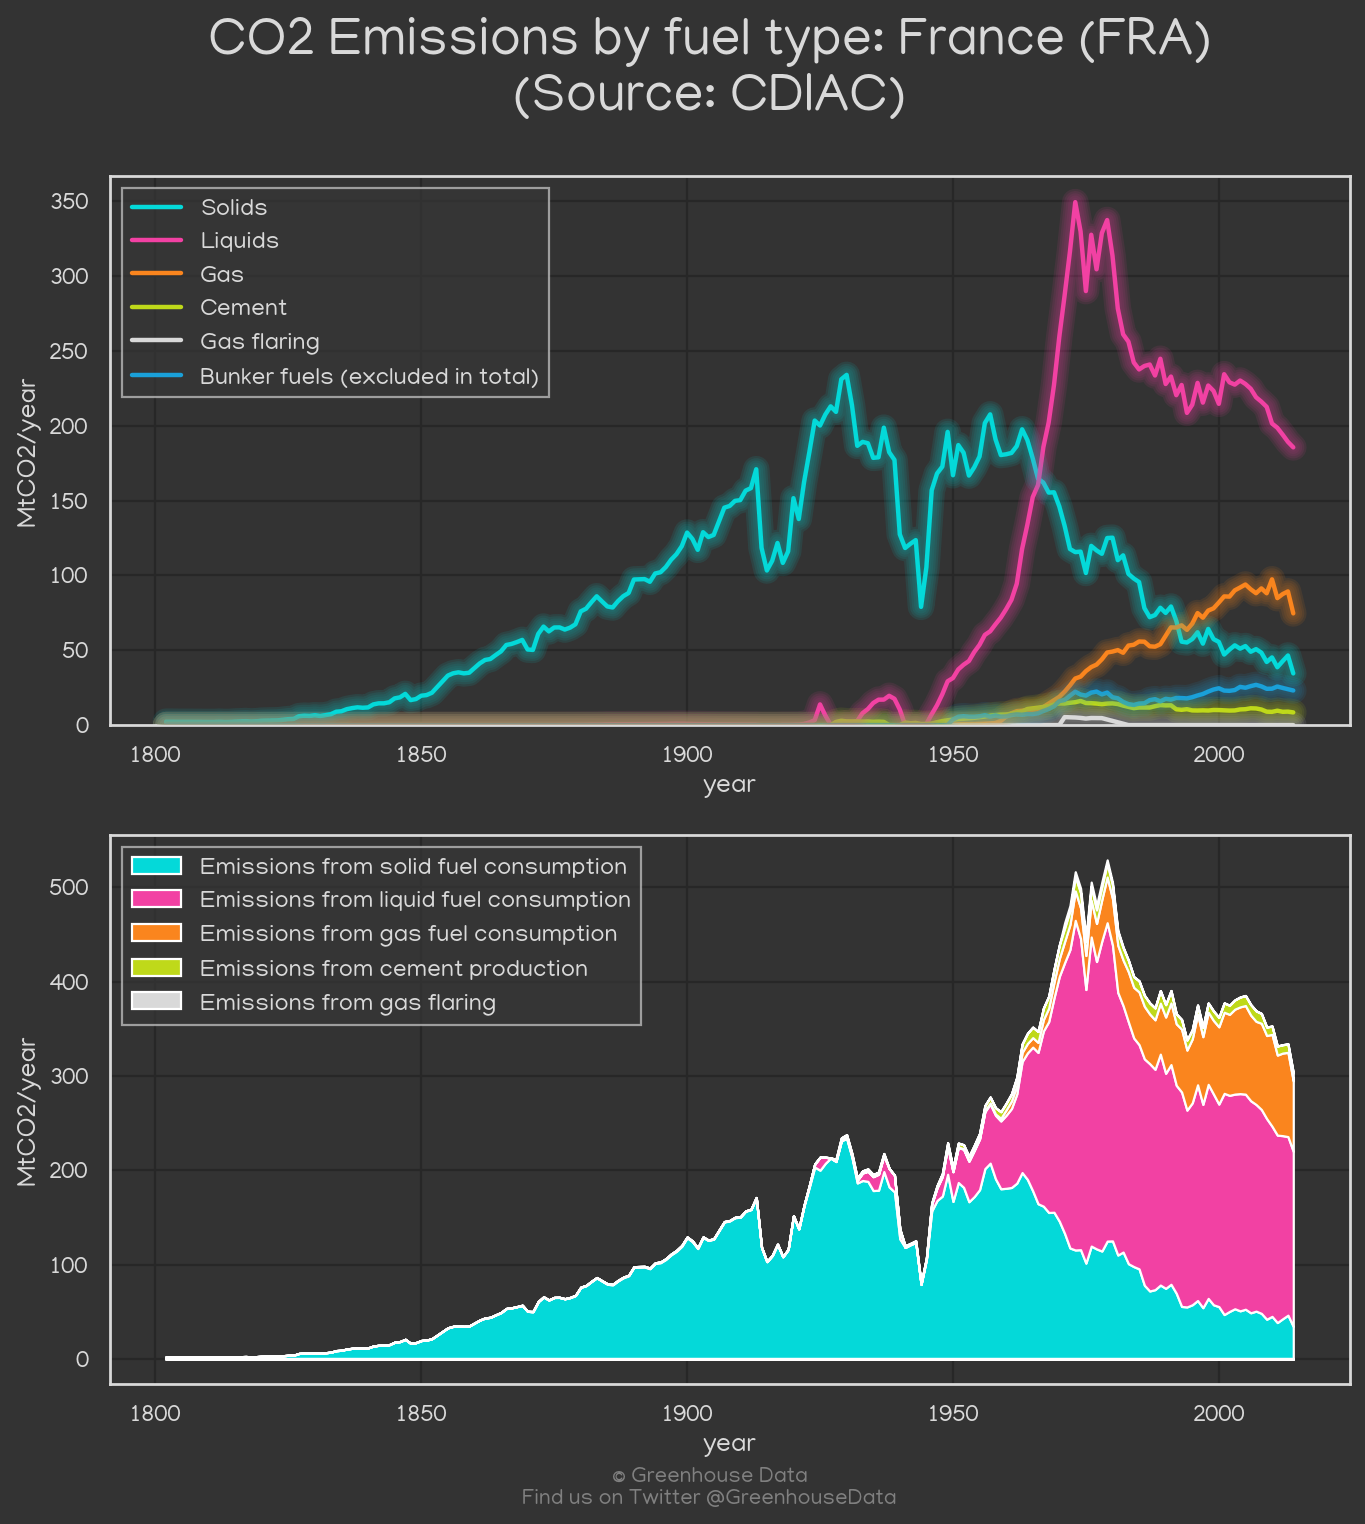 CO2 Emissions by fuel type: France (FRA)
(Source: CDIAC)
350
300
250
200
150
100
50
0
MtCO2/year
Solids
Liquids
Gas
Cement
Gas flaring
Bunker fuels (excluded in total)
1800 1850 1900 1950 2000
year
500
400
300
200
100
0
MtCO2/year
Emissions from solid fuel consumption
Emissions from liquid fuel consumption
Emissions from gas fuel consumption
Emissions from cement production
Emissions from gas flaring
1800 1850 1900 1950 2000
year
© Greenhouse Data
Find us on Twitter @GreenhouseData